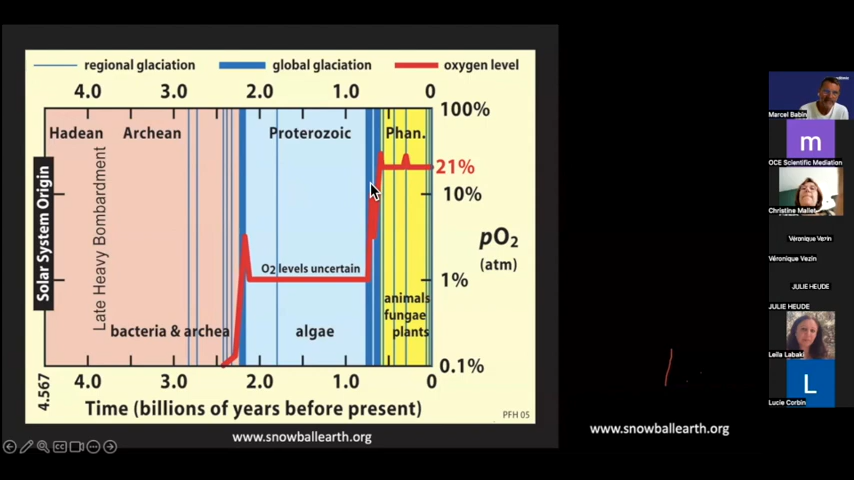 regional glaciation global glaciation oxygen level
4.0 3.0 2.0 1.0 0
100%
Hadean Archean Proterozoic Phan.
Solar System Origin
Late Heavy Bombardment
21%
10%
pO2
(atm)
O2 levels uncertain
1%
animals
fungae
plants
bacteria & archea algae
0.1%
4.567
4.0 3.0 2.0 1.0 0
Time (billions of years before present)
PFH 05
www.snowballearth.org
www.snowballearth.org
CC
Marcel Babin
m
OCE Scientific Mediation
Christine Mallet
Véronique Vezin
Véronique Vezin
JULIE HEUDE
JULIE HEUDE
Leila Labaki
L
Lucie Corbin